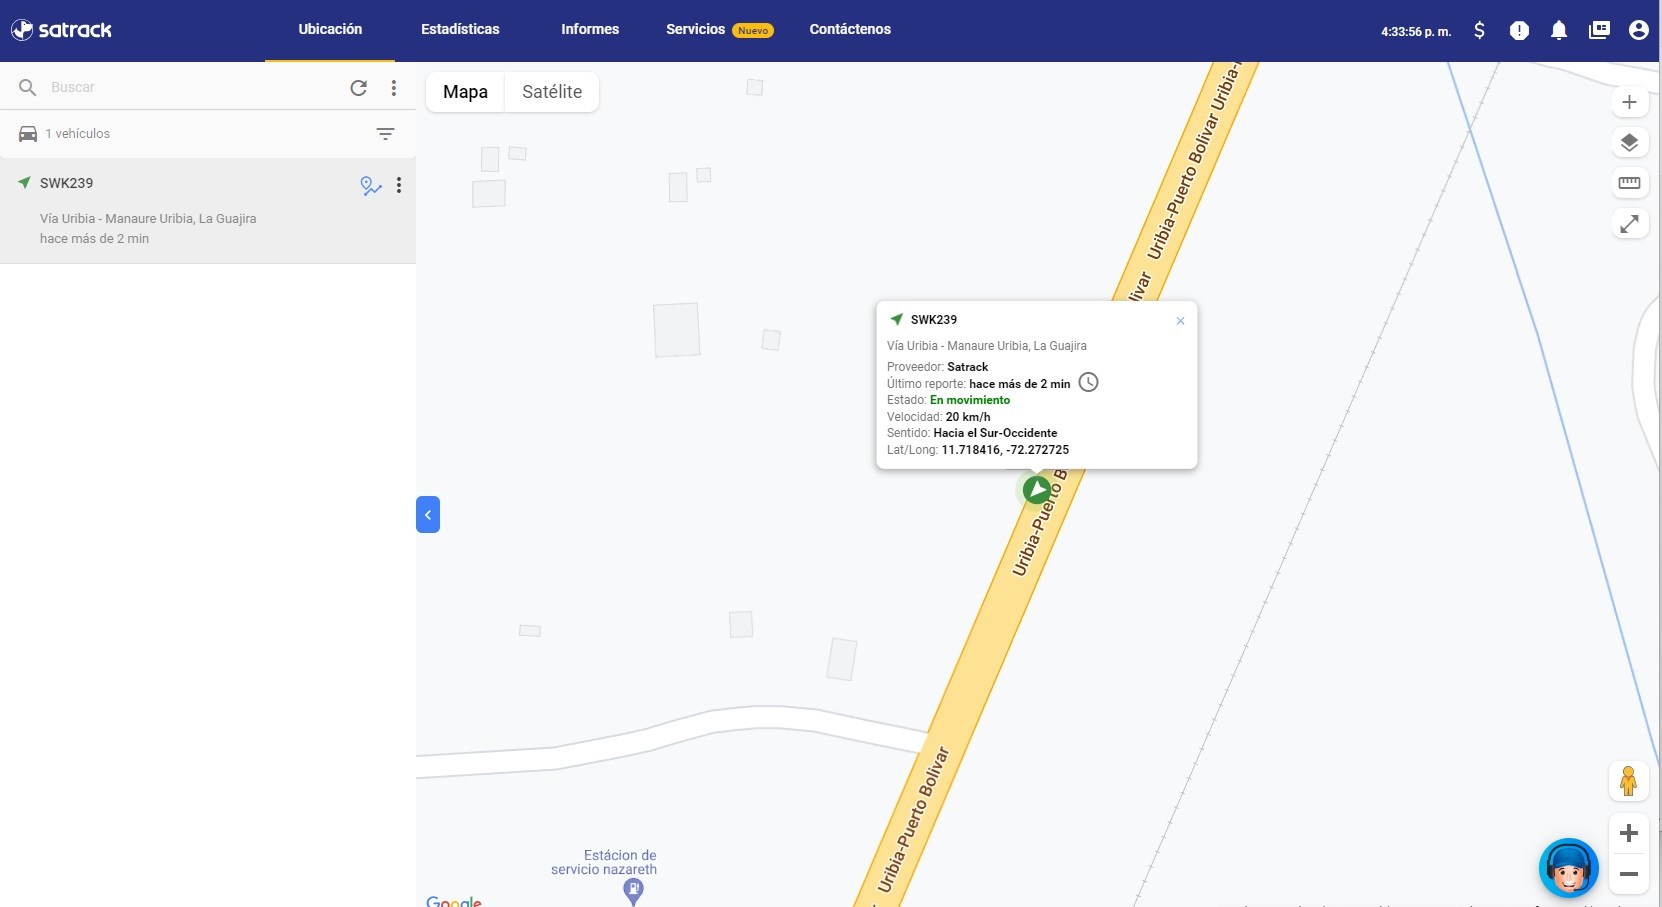 satrack
Ubicación
Estadísticas
Informes
Servicios Nuevo
Contáctenos
4:33:56 p. m.
Buscar
1 vehículos
SWK239
Vía Uribia - Manaure Uribia, La Guajira
hace más de 2 min
Mapa
Satélite
Uribia-Puerto Bolivar
SWK239
Vía Uribia - Manaure Uribia, La Guajira
Proveedor: Satrack
Último reporte: hace más de 2 min
Estado: En movimiento
Velocidad: 20 km/h
Sentido: Hacia el Sur-Occidente
Lat/Long: 11.718416, -72.272725
Uribia-Puerto B
Uribia-Puerto Bolivar
Estácion de
servicio nazareth
Google